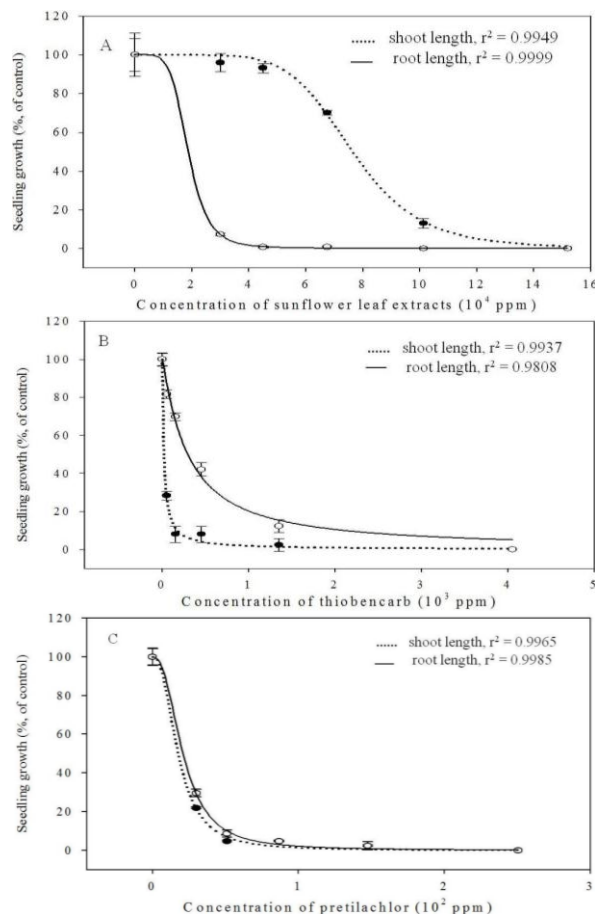 A
shoot length, r² = 0.9949
root length, r² = 0.9999
Seedling growth (%, of control)
120
100
80
60
40
20
0
0 2 4 6 8 10 12 14 16
Concentration of sunflower leaf extracts (10⁴ ppm)
B
shoot length, r² = 0.9937
root length, r² = 0.9808
Seedling growth (%, of control)
120
100
80
60
40
20
0
0 1 2 3 4 5
Concentration of thiobencarb (10³ ppm)
C
shoot length, r² = 0.9965
root length, r² = 0.9985
Seedling growth (%, of control)
120
100
80
60
40
20
0
0 1 2 3
Concentration of pretilachlor (10² ppm)